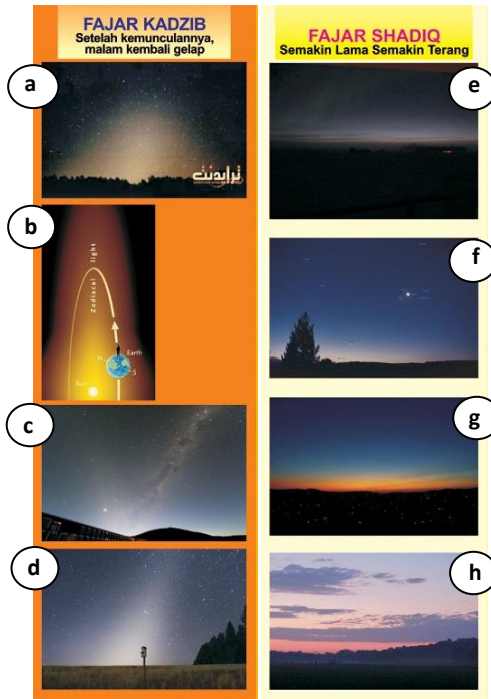 FAJAR KADZIB
Setelah kemunculannya,
malam kembali gelap
a
b
Zodiacal light
Earth
N
S
Sun
c
d
FAJAR SHADIQ
Semakin Lama Semakin Terang
e
f
g
h